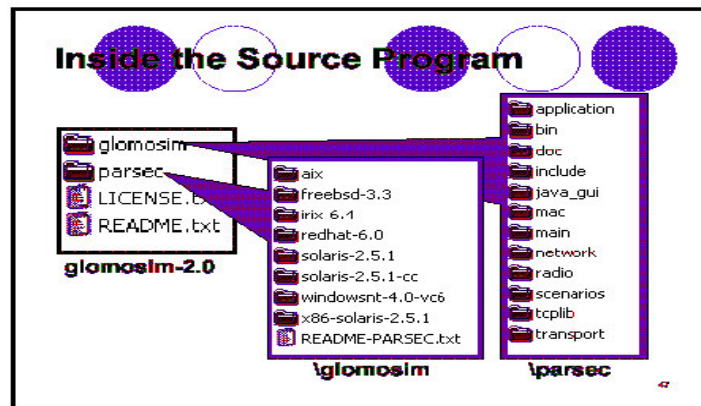 Inside the Source Program
glomosim
parsec
LICENSE.txt
README.txt
glomosim-2.0
aix
freebsd-3.3
irix 6.4
redhat-6.0
solaris-2.5.1
solaris-2.5.1-cc
windowsnt-4.0-vc6
x86-solaris-2.5.1
README-PARSEC.txt
\glomosim
application
bin
doc
include
java_gui
mac
main
network
radio
scenarios
tcplib
transport
\parsec
47